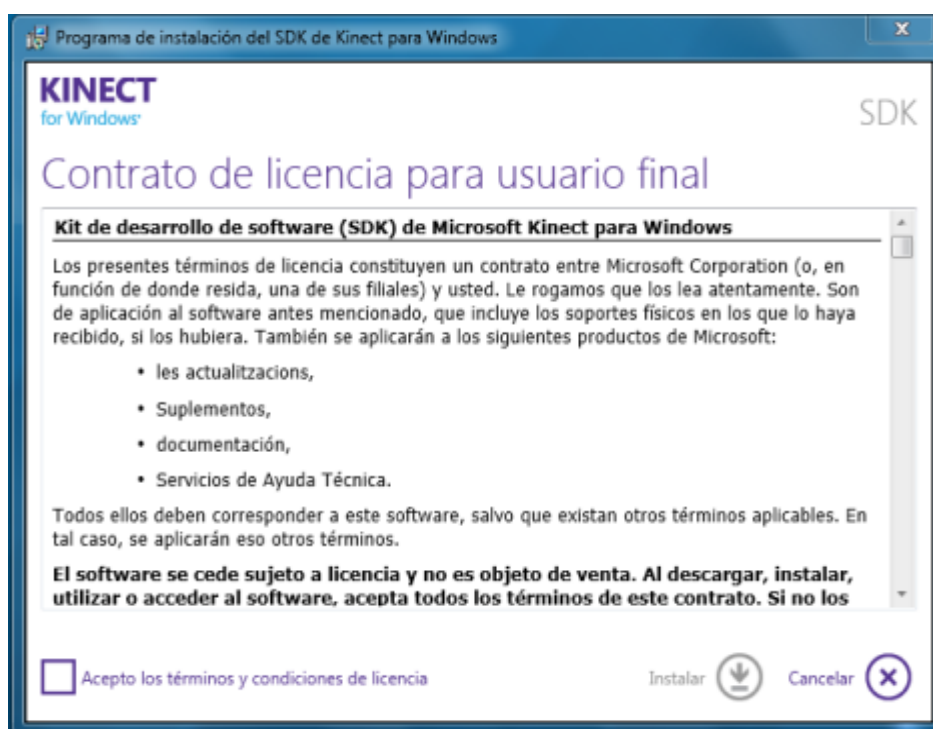 Programa de instalación del SDK de Kinect para Windows
KINECT
for Windows
SDK
Contrato de licencia para usuario final
Kit de desarrollo de software (SDK) de Microsoft Kinect para Windows
Los presentes términos de licencia constituyen un contrato entre Microsoft Corporation (o, en
función de donde resida, una de sus filiales) y usted. Le rogamos que los lea atentamente. Son
de aplicación al software antes mencionado, que incluye los soportes físicos en los que lo haya
recibido, si los hubiera. También se aplicarán a los siguientes productos de Microsoft:
• les actualitzacions,
• Suplementos,
• documentación,
• Servicios de Ayuda Técnica.
Todos ellos deben corresponder a este software, salvo que existan otros términos aplicables. En
tal caso, se aplicarán eso otros términos.
El software se cede sujeto a licencia y no es objeto de venta. Al descargar, instalar,
utilizar o acceder al software, acepta todos los términos de este contrato. Si no los
Acepto los términos y condiciones de licencia
Instalar
Cancelar